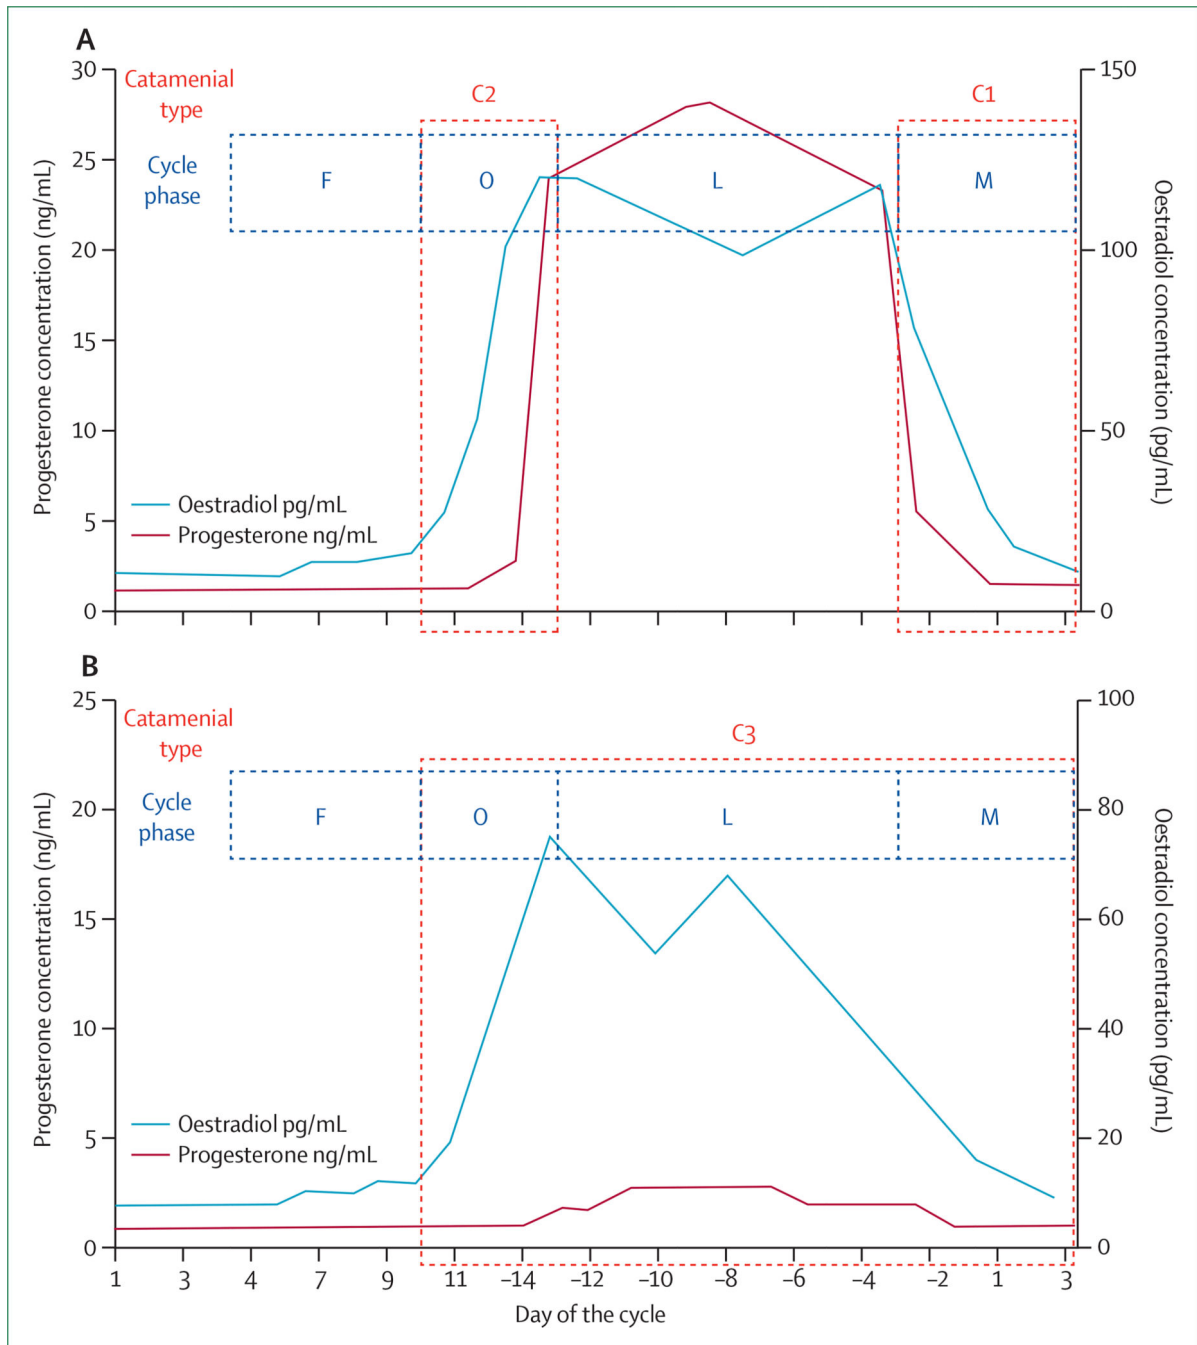 A
Catamenial
type
C2
C1
Cycle
phase
F
O
L
M
30
25
20
15
10
5
0
Progesterone concentration (ng/mL)
150
100
50
0
Oestradiol concentration (pg/mL)
Oestradiol pg/mL
Progesterone ng/mL
B
Catamenial
type
C3
Cycle
phase
F
O
L
M
25
20
15
10
5
0
Progesterone concentration (ng/mL)
100
80
60
40
20
0
Oestradiol concentration (pg/mL)
Oestradiol pg/mL
Progesterone ng/mL
1 3 4 7 9 11 –14 –12 –10 –8 –6 –4 –2 1 3
Day of the cycle